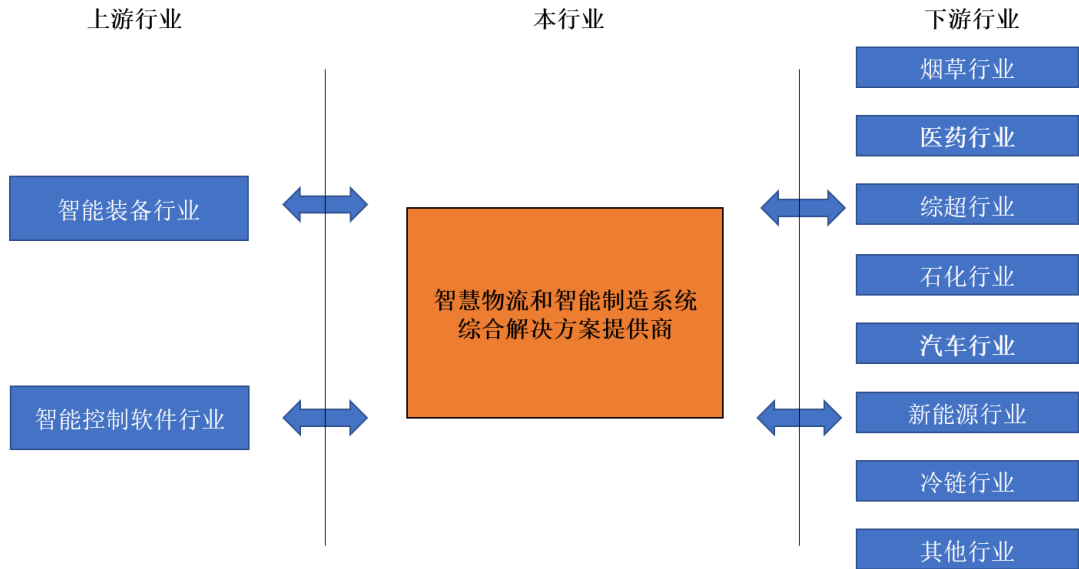 上游行业
本行业
下游行业
烟草行业
医药行业
智能装备行业
综超行业
石化行业
智慧物流和智能制造系统
综合解决方案提供商
汽车行业
智能控制软件行业
新能源行业
冷链行业
其他行业